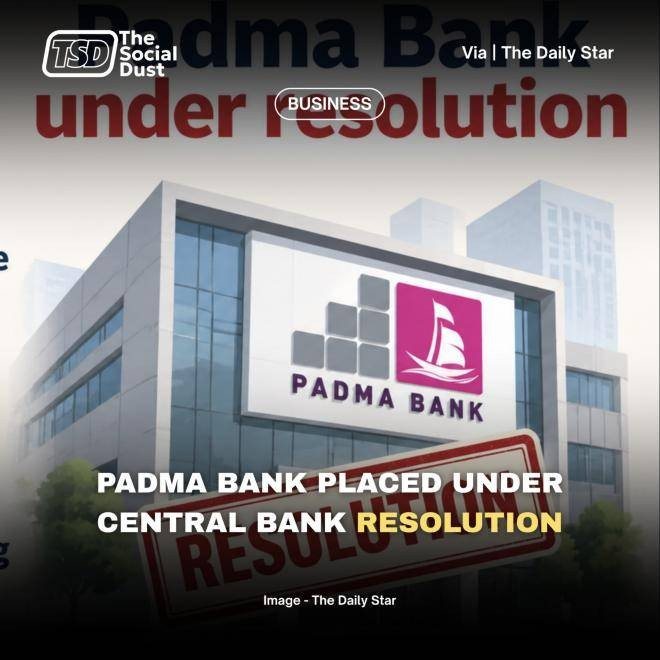 TSD The
Social
Dust
Via | The Daily Star
Padma Bank
under resolution
BUSINESS
e
PADMA BANK
PADMA BANK PLACED UNDER
CENTRAL BANK RESOLUTION
RESOLUTION
g
Image - The Daily Star